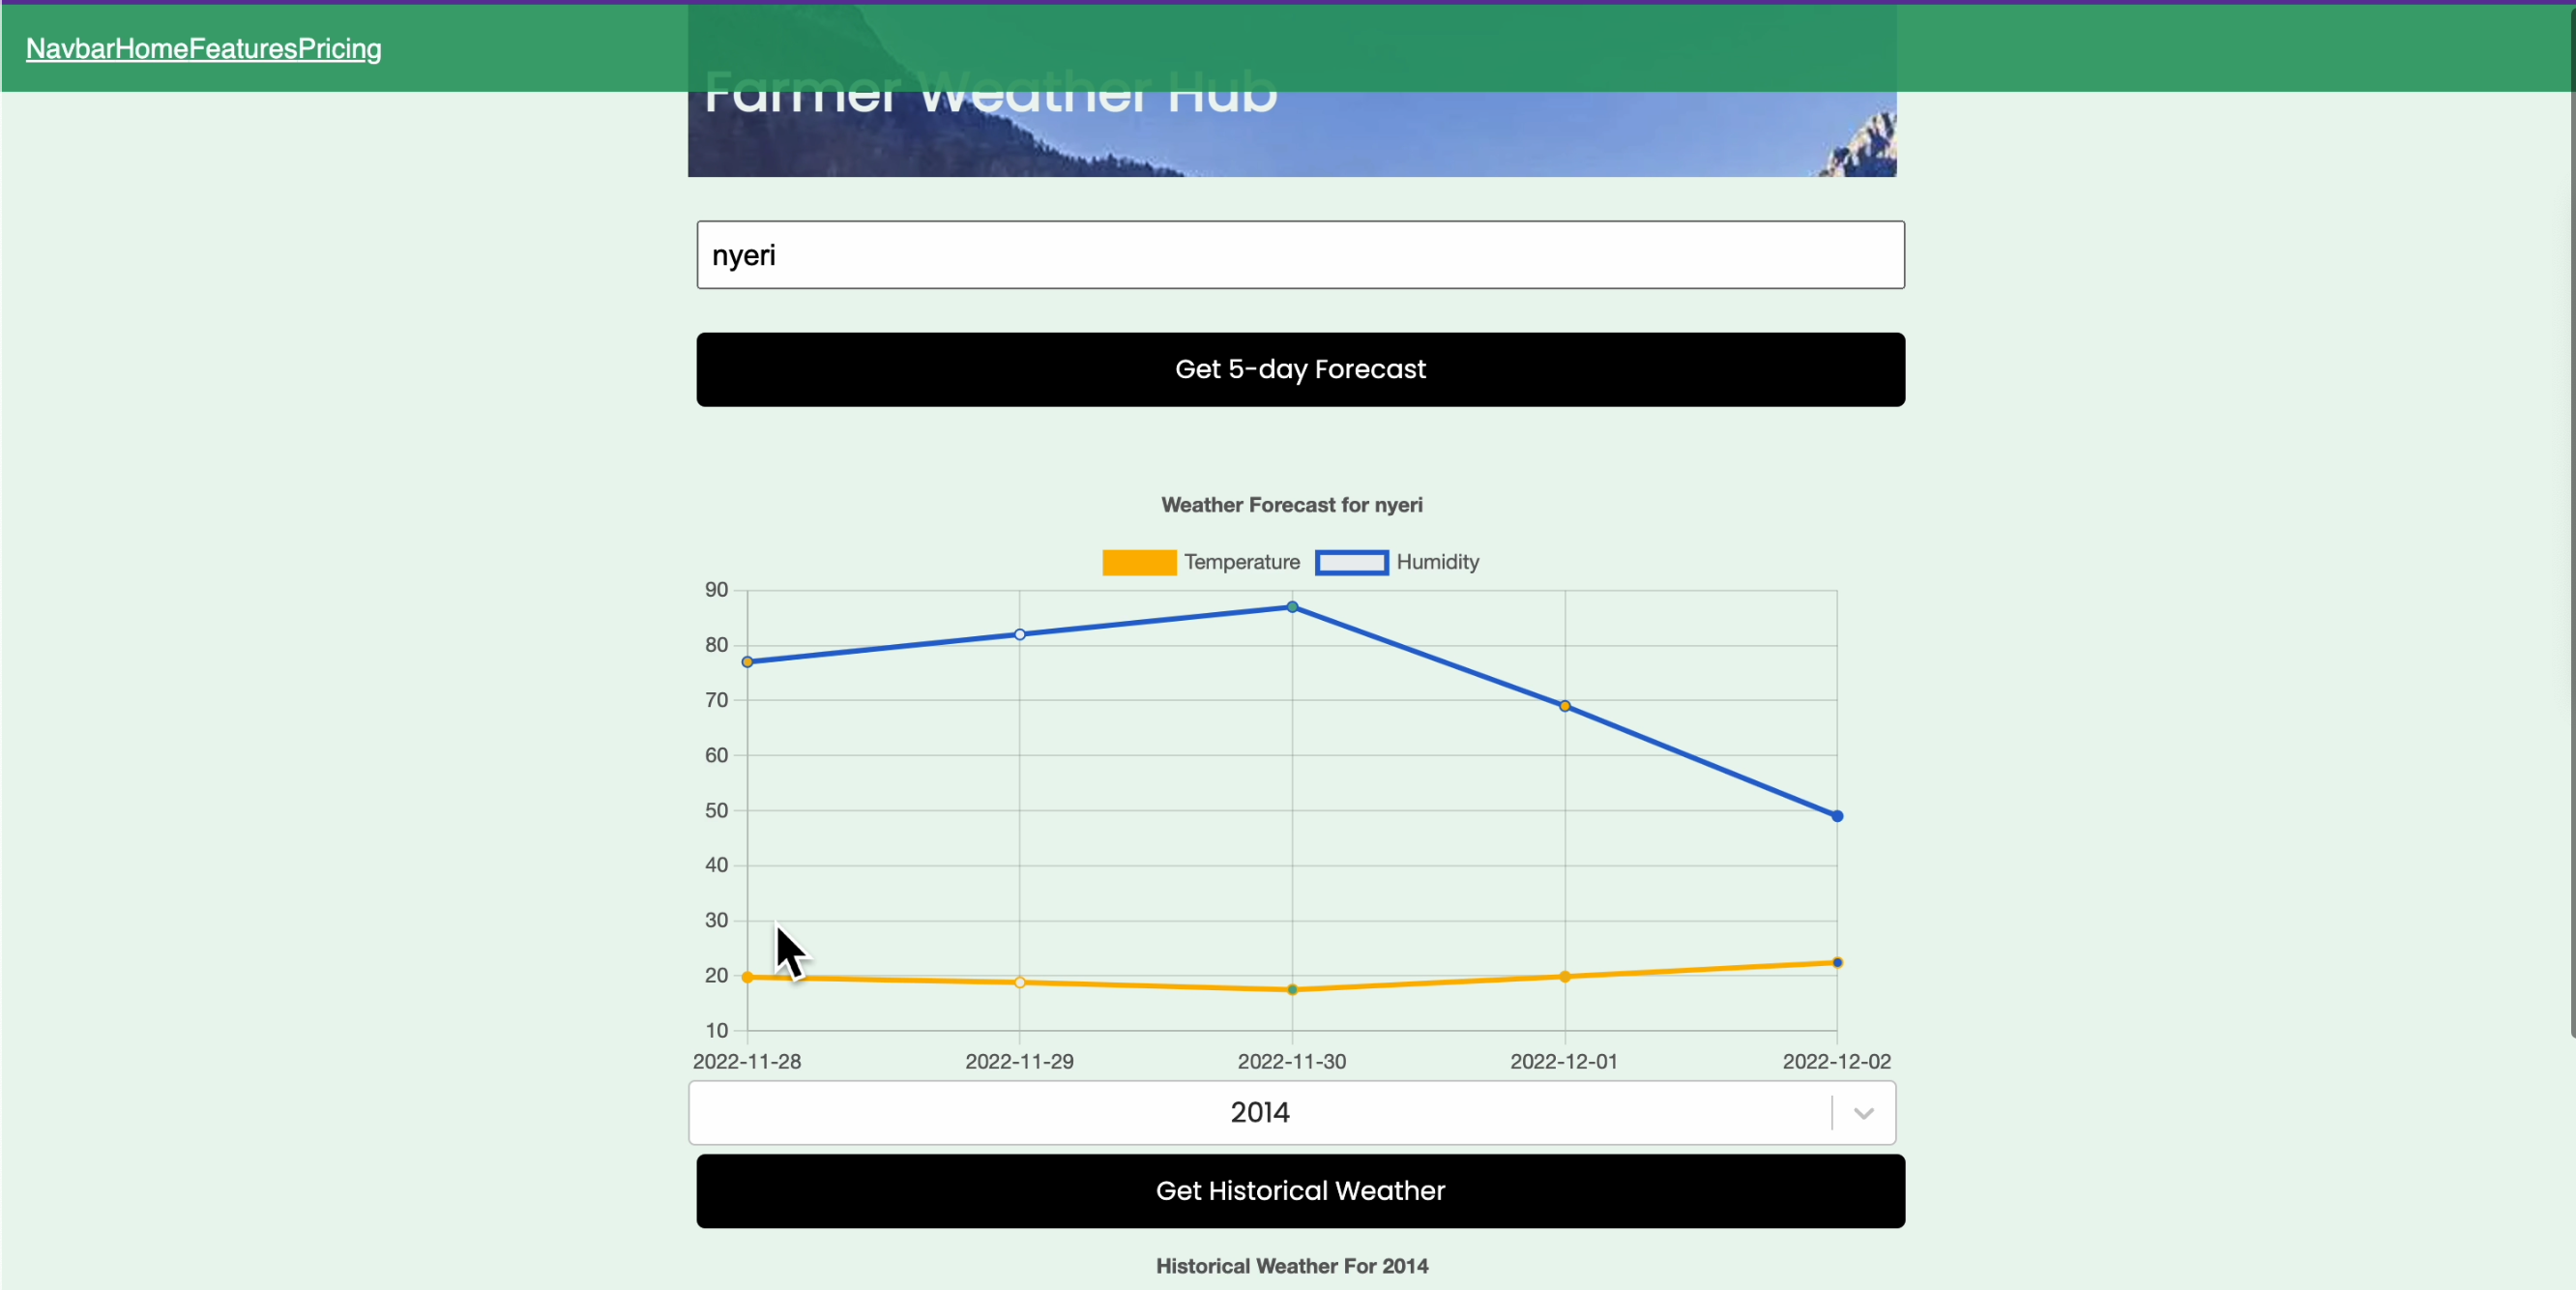 NavbarHomeFeaturesPricing
Farmer Weather Hub
nyeri
Get 5-day Forecast
Weather Forecast for nyeri
Temperature Humidity
90
80
70
60
50
40
30
20
10
2022-11-28 2022-11-29 2022-11-30 2022-12-01 2022-12-02
2014
Get Historical Weather
Historical Weather For 2014